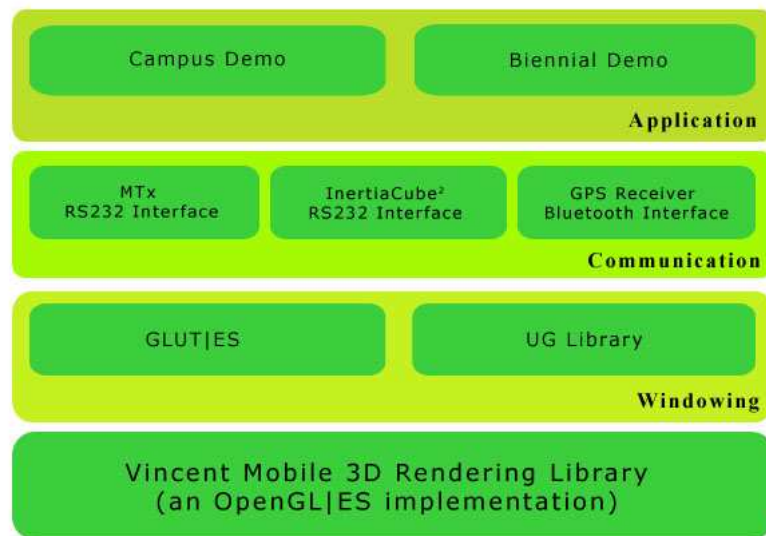 Campus Demo
Biennial Demo
Application
MTx
RS232 Interface
InertiaCube²
RS232 Interface
GPS Receiver
Bluetooth Interface
Communication
GLUT|ES
UG Library
Windowing
Vincent Mobile 3D Rendering Library
(an OpenGL|ES implementation)